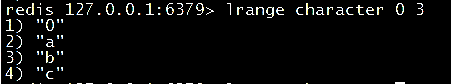 redis 127.0.0.1:6379> lrange character 0 3
1) "0"
2) "a"
3) "b"
4) "c"